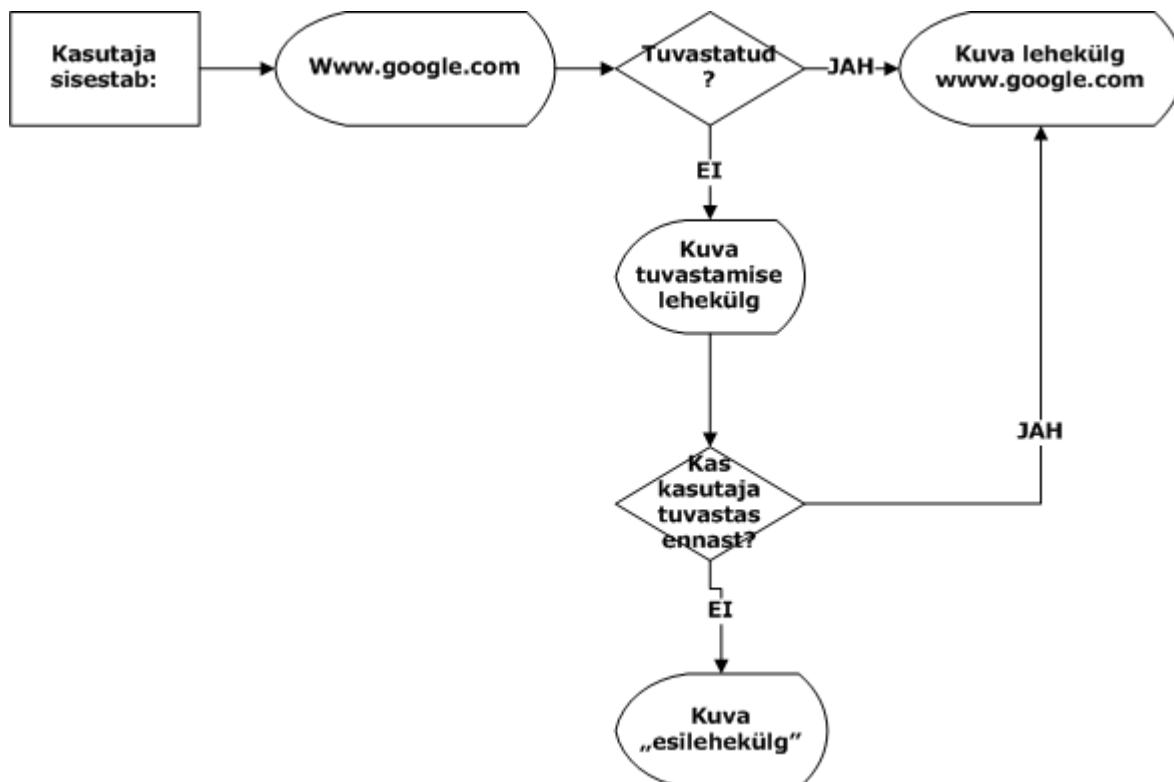 Kasutaja
sisestab:
Www.google.com
Tuvastatud
?
JAH
Kuva lehekülg
www.google.com
EI
Kuva
tuvastamise
lehekülg
JAH
Kas
kasutaja
tuvastas
ennast?
EI
Kuva
„esilehekülg”